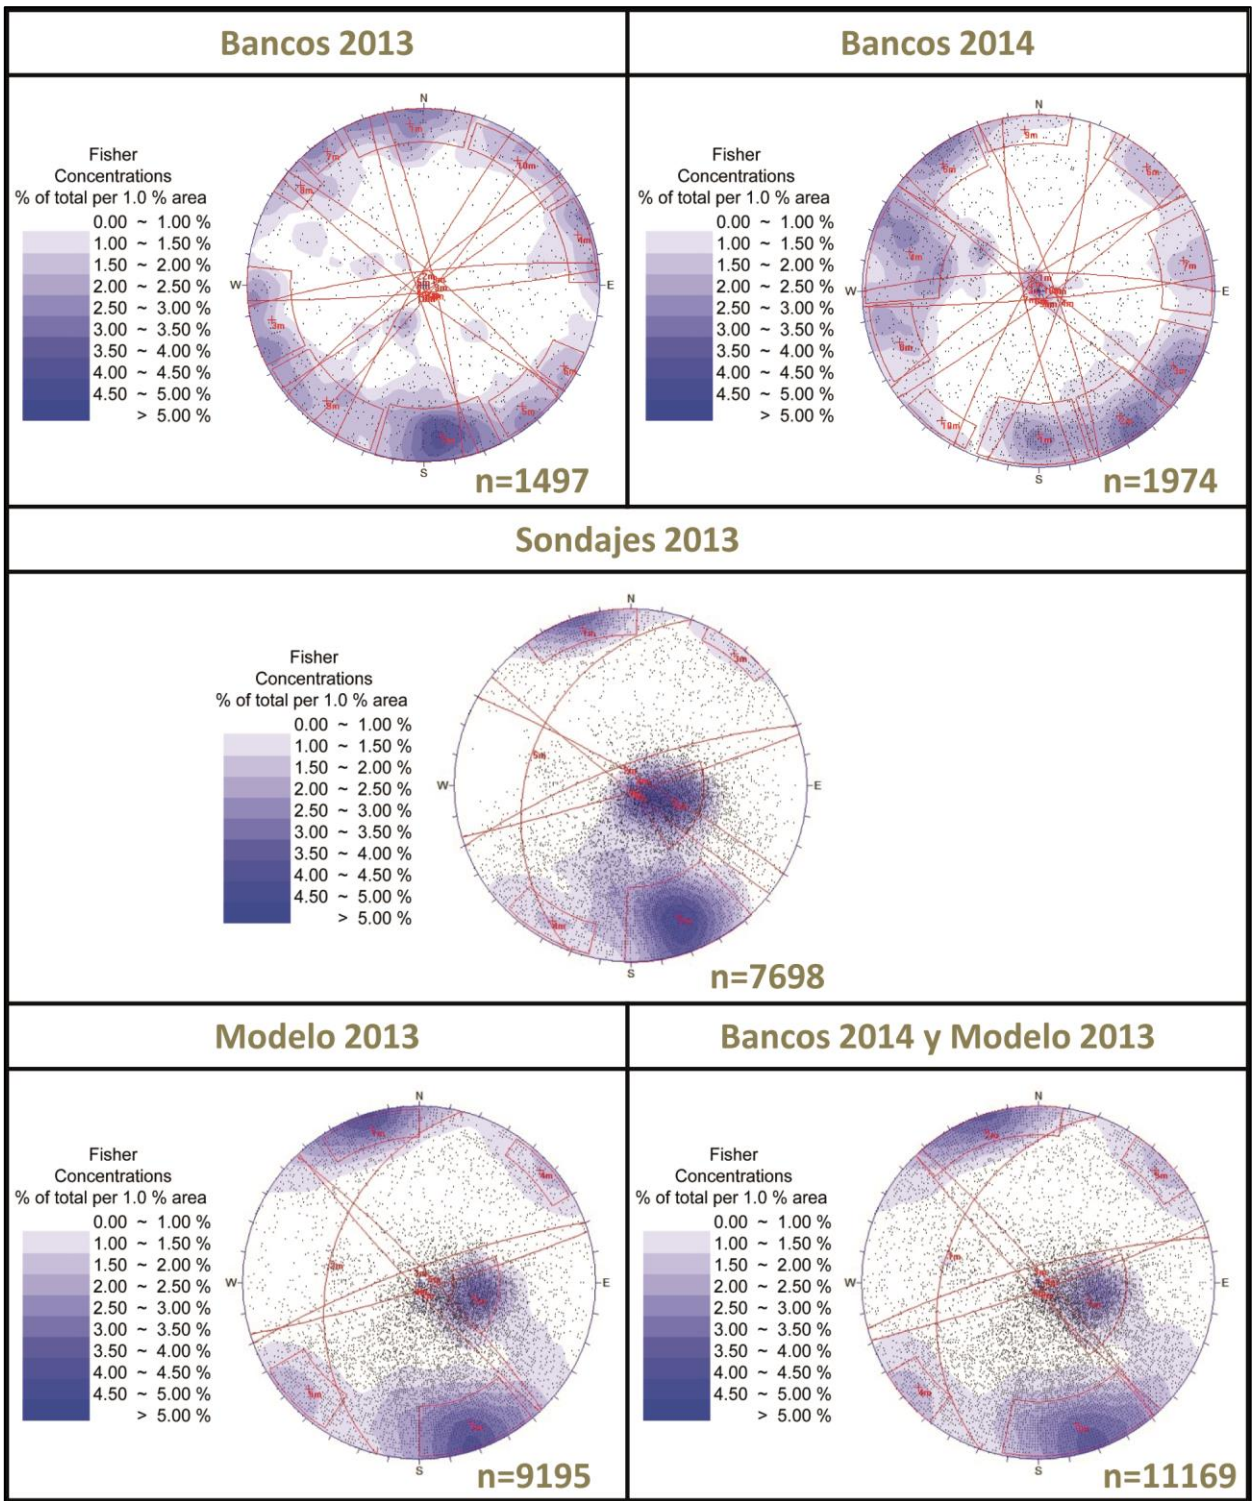 Bancos 2013
Bancos 2014
Fisher
Concentrations
% of total per 1.0 % area
0.00 ~ 1.00 %
1.00 ~ 1.50 %
1.50 ~ 2.00 %
2.00 ~ 2.50 %
2.50 ~ 3.00 %
3.00 ~ 3.50 %
3.50 ~ 4.00 %
4.00 ~ 4.50 %
4.50 ~ 5.00 %
> 5.00 %
N
W
E
S
n=1497
Fisher
Concentrations
% of total per 1.0 % area
0.00 ~ 1.00 %
1.00 ~ 1.50 %
1.50 ~ 2.00 %
2.00 ~ 2.50 %
2.50 ~ 3.00 %
3.00 ~ 3.50 %
3.50 ~ 4.00 %
4.00 ~ 4.50 %
4.50 ~ 5.00 %
> 5.00 %
N
W
E
S
n=1974
Sondajes 2013
Fisher
Concentrations
% of total per 1.0 % area
0.00 ~ 1.00 %
1.00 ~ 1.50 %
1.50 ~ 2.00 %
2.00 ~ 2.50 %
2.50 ~ 3.00 %
3.00 ~ 3.50 %
3.50 ~ 4.00 %
4.00 ~ 4.50 %
4.50 ~ 5.00 %
> 5.00 %
N
W
E
S
n=7698
Modelo 2013
Bancos 2014 y Modelo 2013
Fisher
Concentrations
% of total per 1.0 % area
0.00 ~ 1.00 %
1.00 ~ 1.50 %
1.50 ~ 2.00 %
2.00 ~ 2.50 %
2.50 ~ 3.00 %
3.00 ~ 3.50 %
3.50 ~ 4.00 %
4.00 ~ 4.50 %
4.50 ~ 5.00 %
> 5.00 %
N
W
E
S
n=9195
Fisher
Concentrations
% of total per 1.0 % area
0.00 ~ 1.00 %
1.00 ~ 1.50 %
1.50 ~ 2.00 %
2.00 ~ 2.50 %
2.50 ~ 3.00 %
3.00 ~ 3.50 %
3.50 ~ 4.00 %
4.00 ~ 4.50 %
4.50 ~ 5.00 %
> 5.00 %
N
W
E
S
n=11169